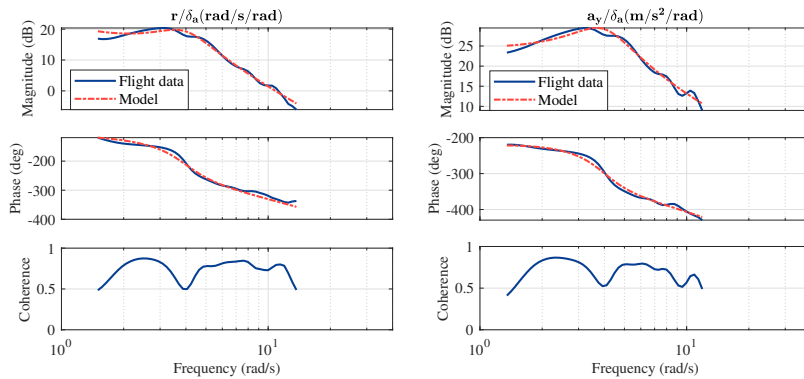 r/δₐ(rad/s/rad)
Magnitude (dB)
20
10
0
Flight data
Model
Phase (deg)
-200
-300
-400
Coherence
1
0.5
0
10⁰
10¹
Frequency (rad/s)
a_y/δₐ(m/s²/rad)
Magnitude (dB)
25
20
15
10
Flight data
Model
Phase (deg)
-200
-300
-400
Coherence
1
0.5
0
10⁰
10¹
Frequency (rad/s)